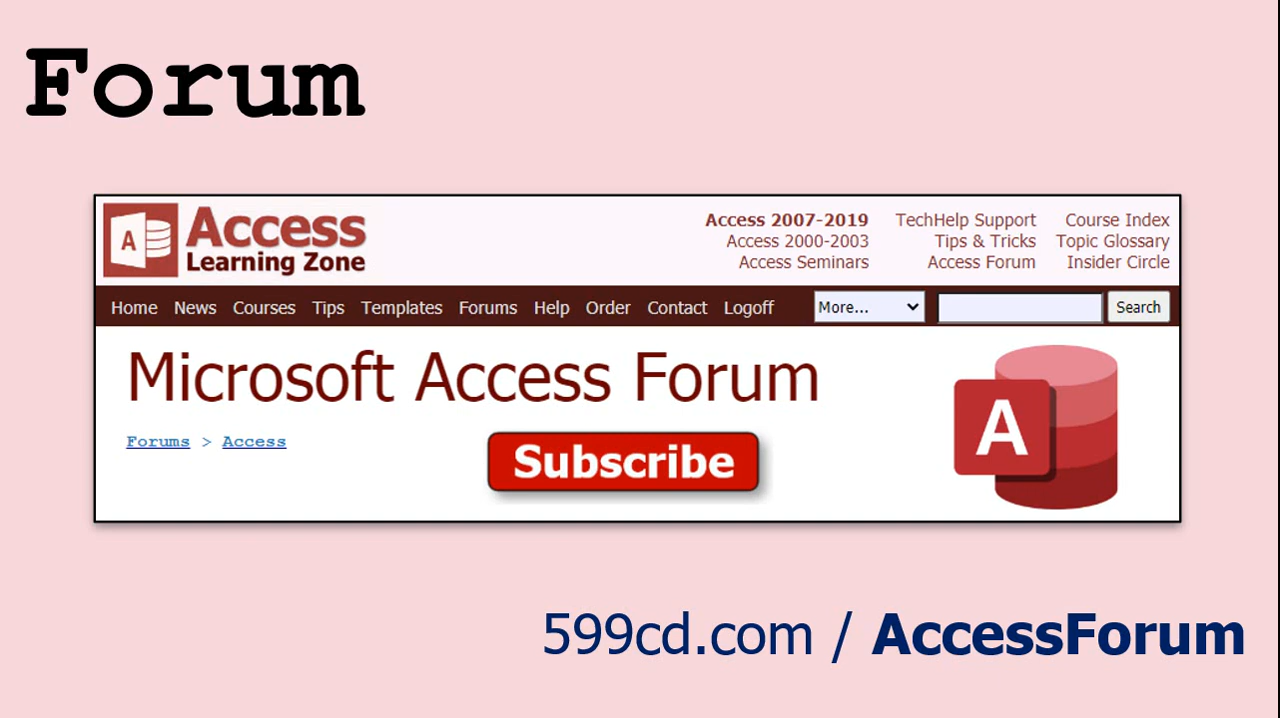 Forum
A
Access
Learning Zone
Access 2007-2019 TechHelp Support Course Index
Access 2000-2003 Tips & Tricks Topic Glossary
Access Seminars Access Forum Insider Circle
Home News Courses Tips Templates Forums Help Order Contact Logoff More... Search
Microsoft Access Forum
Forums > Access
Subscribe
A
599cd.com / AccessForum